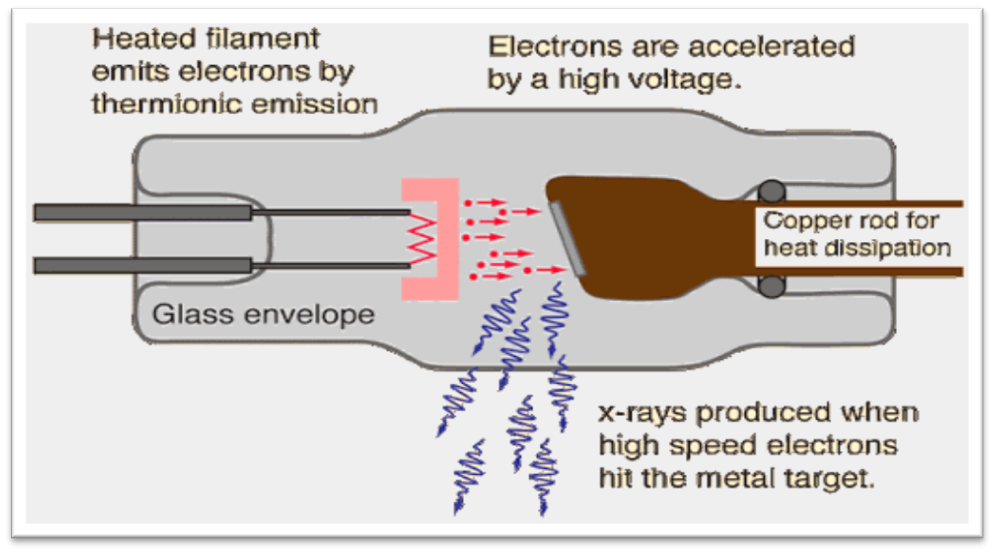 Heated filament
emits electrons by
thermionic emission
Electrons are accelerated
by a high voltage.
Copper rod for
heat dissipation
Glass envelope
x-rays produced when
high speed electrons
hit the metal target.